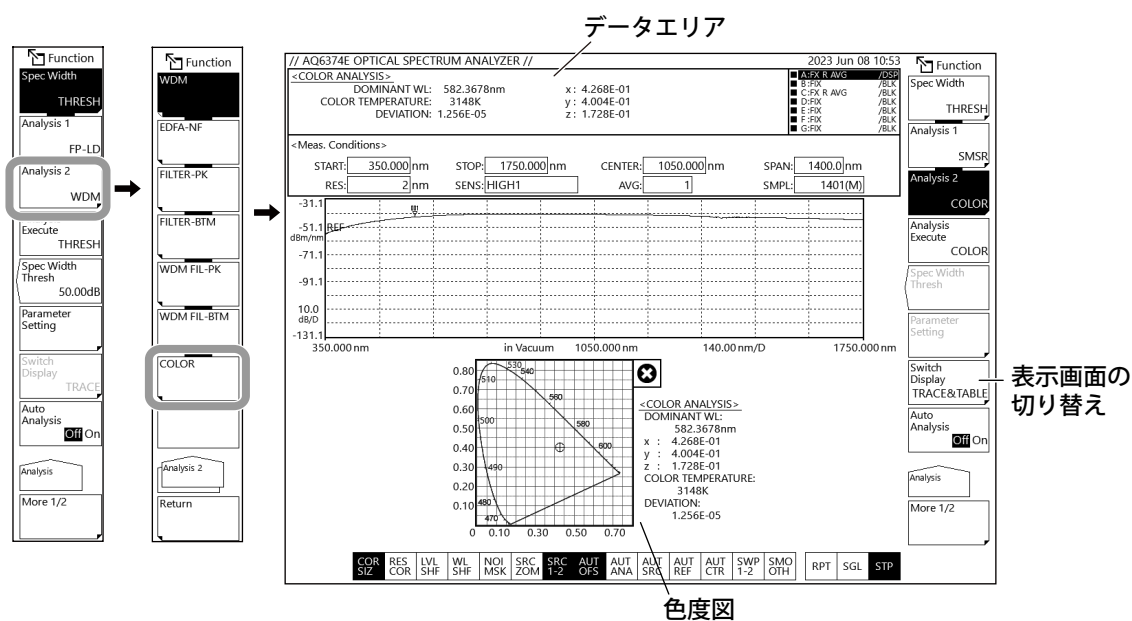 データエリア
Function
Spec Width
THRESH
Analysis 1
FP-LD
Analysis 2
WDM
Execute
THRESH
Spec Width
Thresh
50.00dB
Parameter
Setting
Switch
Display
TRACE
Auto
Analysis
Off On
Analysis
More 1/2
Function
WDM
EDFA-NF
FILTER-PK
FILTER-BTM
WDM FIL-PK
WDM FIL-BTM
COLOR
Analysis 2
Return
// AQ6374E OPTICAL SPECTRUM ANALYZER // 2023 Jun 08 10:53
<COLOR ANALYSIS>
DOMINANT WL: 582.3678nm x : 4.268E-01
COLOR TEMPERATURE: 3148K y : 4.004E-01
DEVIATION: 1.256E-05 z : 1.728E-01
A:FX R AVG /DSP
B:FIX /BLK
C:FX R AVG /BLK
D:FIX /BLK
E:FIX /BLK
F:FIX /BLK
G:FIX /BLK
<Meas. Conditions>
START: 350.000 nm STOP: 1750.000 nm CENTER: 1050.000 nm SPAN: 1400.0 nm
RES: 2 nm SENS: HIGH1 AVG: 1 SMPL: 1401(M)
-31.1
-51.1 REF
dBm/nm
-71.1
-91.1
10.0
dB/D
-131.1
350.000 nm in Vacuum 1050.000 nm 140.00 nm/D 1750.000 nm
0.80
0.70
0.60
0.50
0.40
0.30
0.20
0.10
0 0.10 0.30 0.50 0.70
530
540
510
560
500
580
600
490
480
470
<COLOR ANALYSIS>
DOMINANT WL:
582.3678nm
x : 4.268E-01
y : 4.004E-01
z : 1.728E-01
COLOR TEMPERATURE:
3148K
DEVIATION:
1.256E-05
COR SIZ
RES COR
LVL SHF
WL SHF
NOI MSK
SRC ZOM
SRC 1-2
AUT OFS
AUT ANA
AUT SRC
AUT REF
AUT CTR
SWP 1-2
SMO OTH
RPT
SGL
STP
Function
Spec Width
THRESH
Analysis 1
SMSR
Analysis 2
COLOR
Analysis
Execute
COLOR
Spec Width
Thresh
Parameter
Setting
Switch
Display
TRACE&TABLE
Auto
Analysis
Off On
Analysis
More 1/2
表示画面の
切り替え
色度図